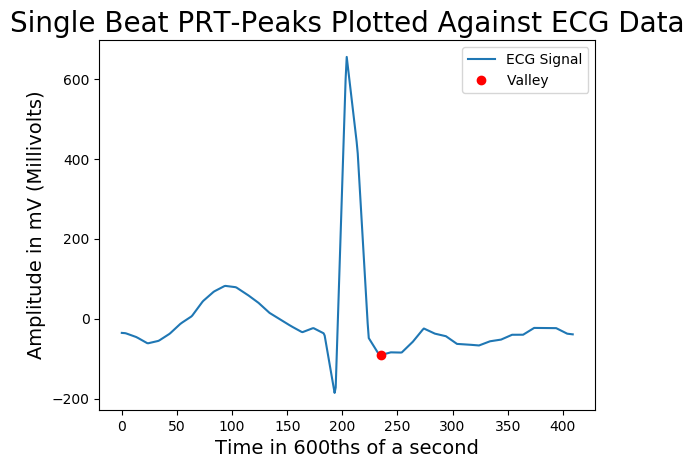 Single Beat PRT-Peaks Plotted Against ECG Data
ECG Signal
Valley
Amplitude in mV (Millivolts)
600
400
200
0
−200
0 50 100 150 200 250 300 350 400
Time in 600ths of a second